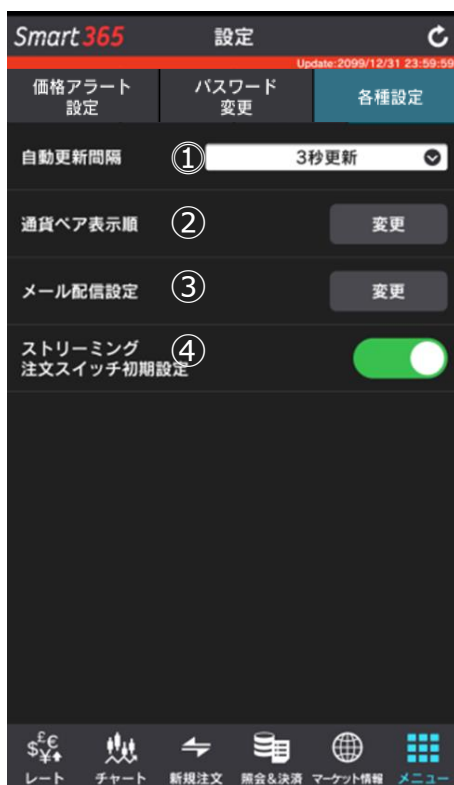 Smart365
設定
Update:2099/12/31 23:59:59
価格アラート
設定
パスワード
変更
各種設定
自動更新間隔
①
3秒更新
通貨ペア表示順
②
変更
メール配信設定
③
変更
ストリーミング
注文スイッチ初期設定
④
レート
チャート
新規注文
照会&決済
マーケット情報
メニュー